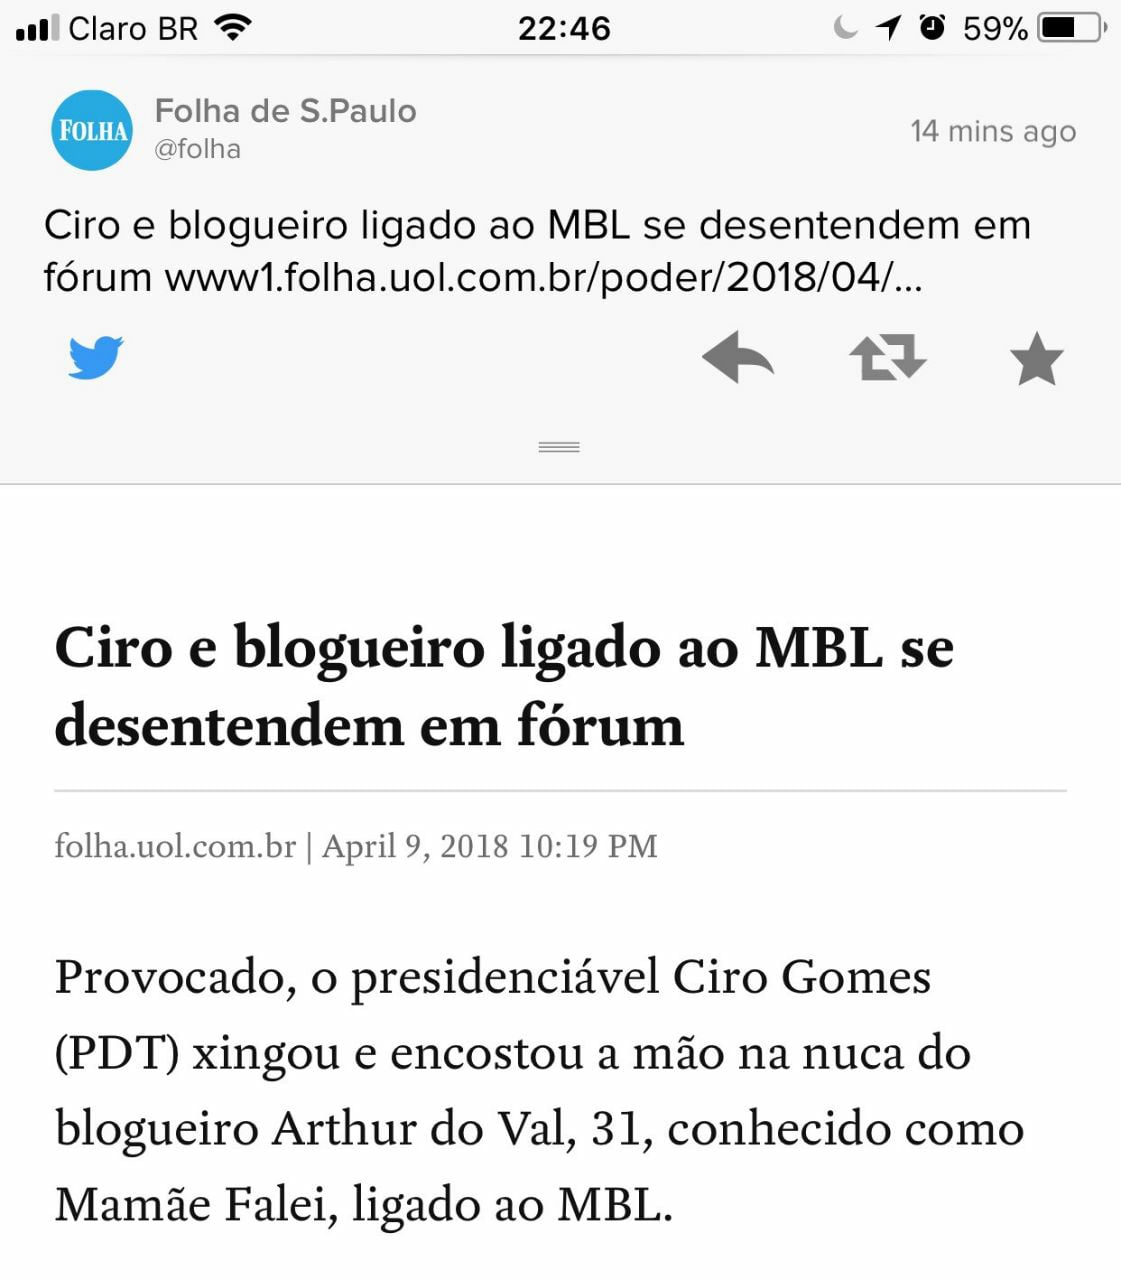 Claro BR 22:46 59%
Folha de S.Paulo
FOLHA
@folha
14 mins ago
Ciro e blogueiro ligado ao MBL se desentendem em
fórum www1.folha.uol.com.br/poder/2018/04/...
Ciro e blogueiro ligado ao MBL se
desentendem em fórum
folha.uol.com.br | April 9, 2018 10:19 PM
Provocado, o presidenciável Ciro Gomes
(PDT) xingou e encostou a mão na nuca do
blogueiro Arthur do Val, 31, conhecido como
Mamãe Falei, ligado ao MBL.